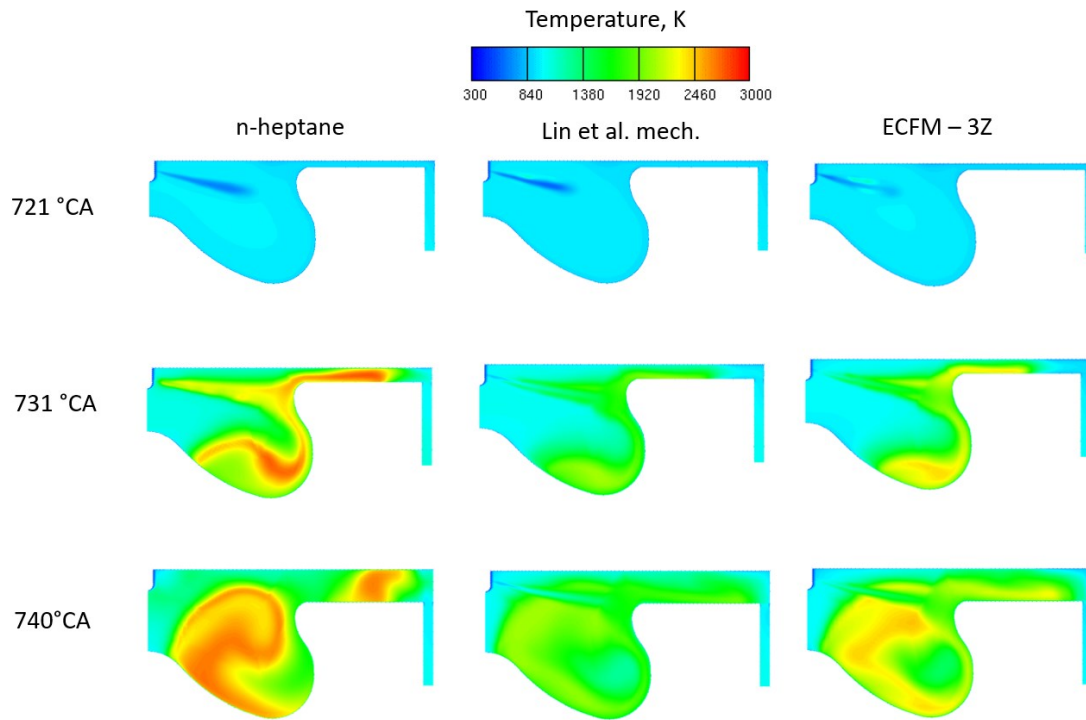 Temperature, K
300 840 1380 1920 2460 3000
n-heptane Lin et al. mech. ECFM – 3Z
721 °CA
731 °CA
740°CA